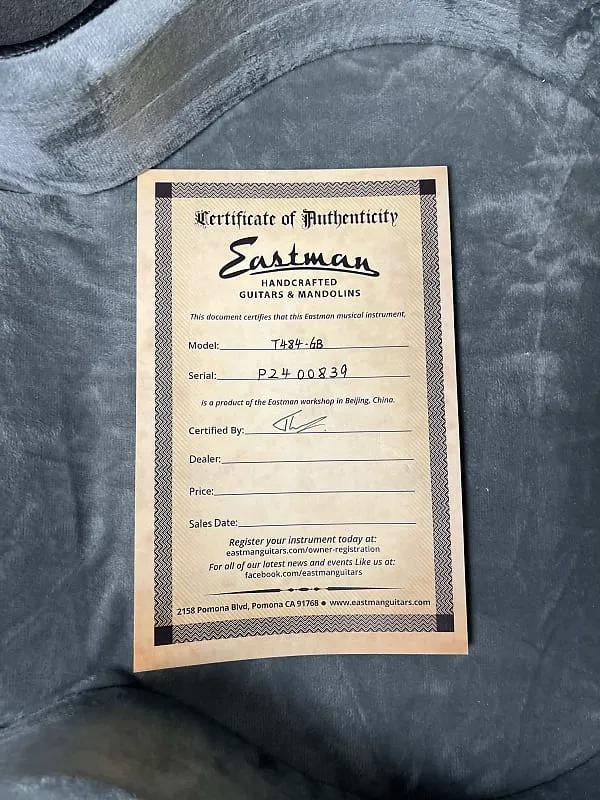 Certificate of Authenticity
Eastman
HANDCRAFTED
GUITARS & MANDOLINS
This document certifies that this Eastman musical instrument,
Model: T484-GB
Serial: P2400839
is a product of the Eastman workshop in Beijing, China.
Certified By:
Dealer:
Price:
Sales Date:
Register your instrument today at:
eastmanguitars.com/owner-registration
For all of our latest news and events Like us at:
facebook.com/eastmanguitars
2158 Pomona Blvd, Pomona CA 91768 ● www.eastmanguitars.com